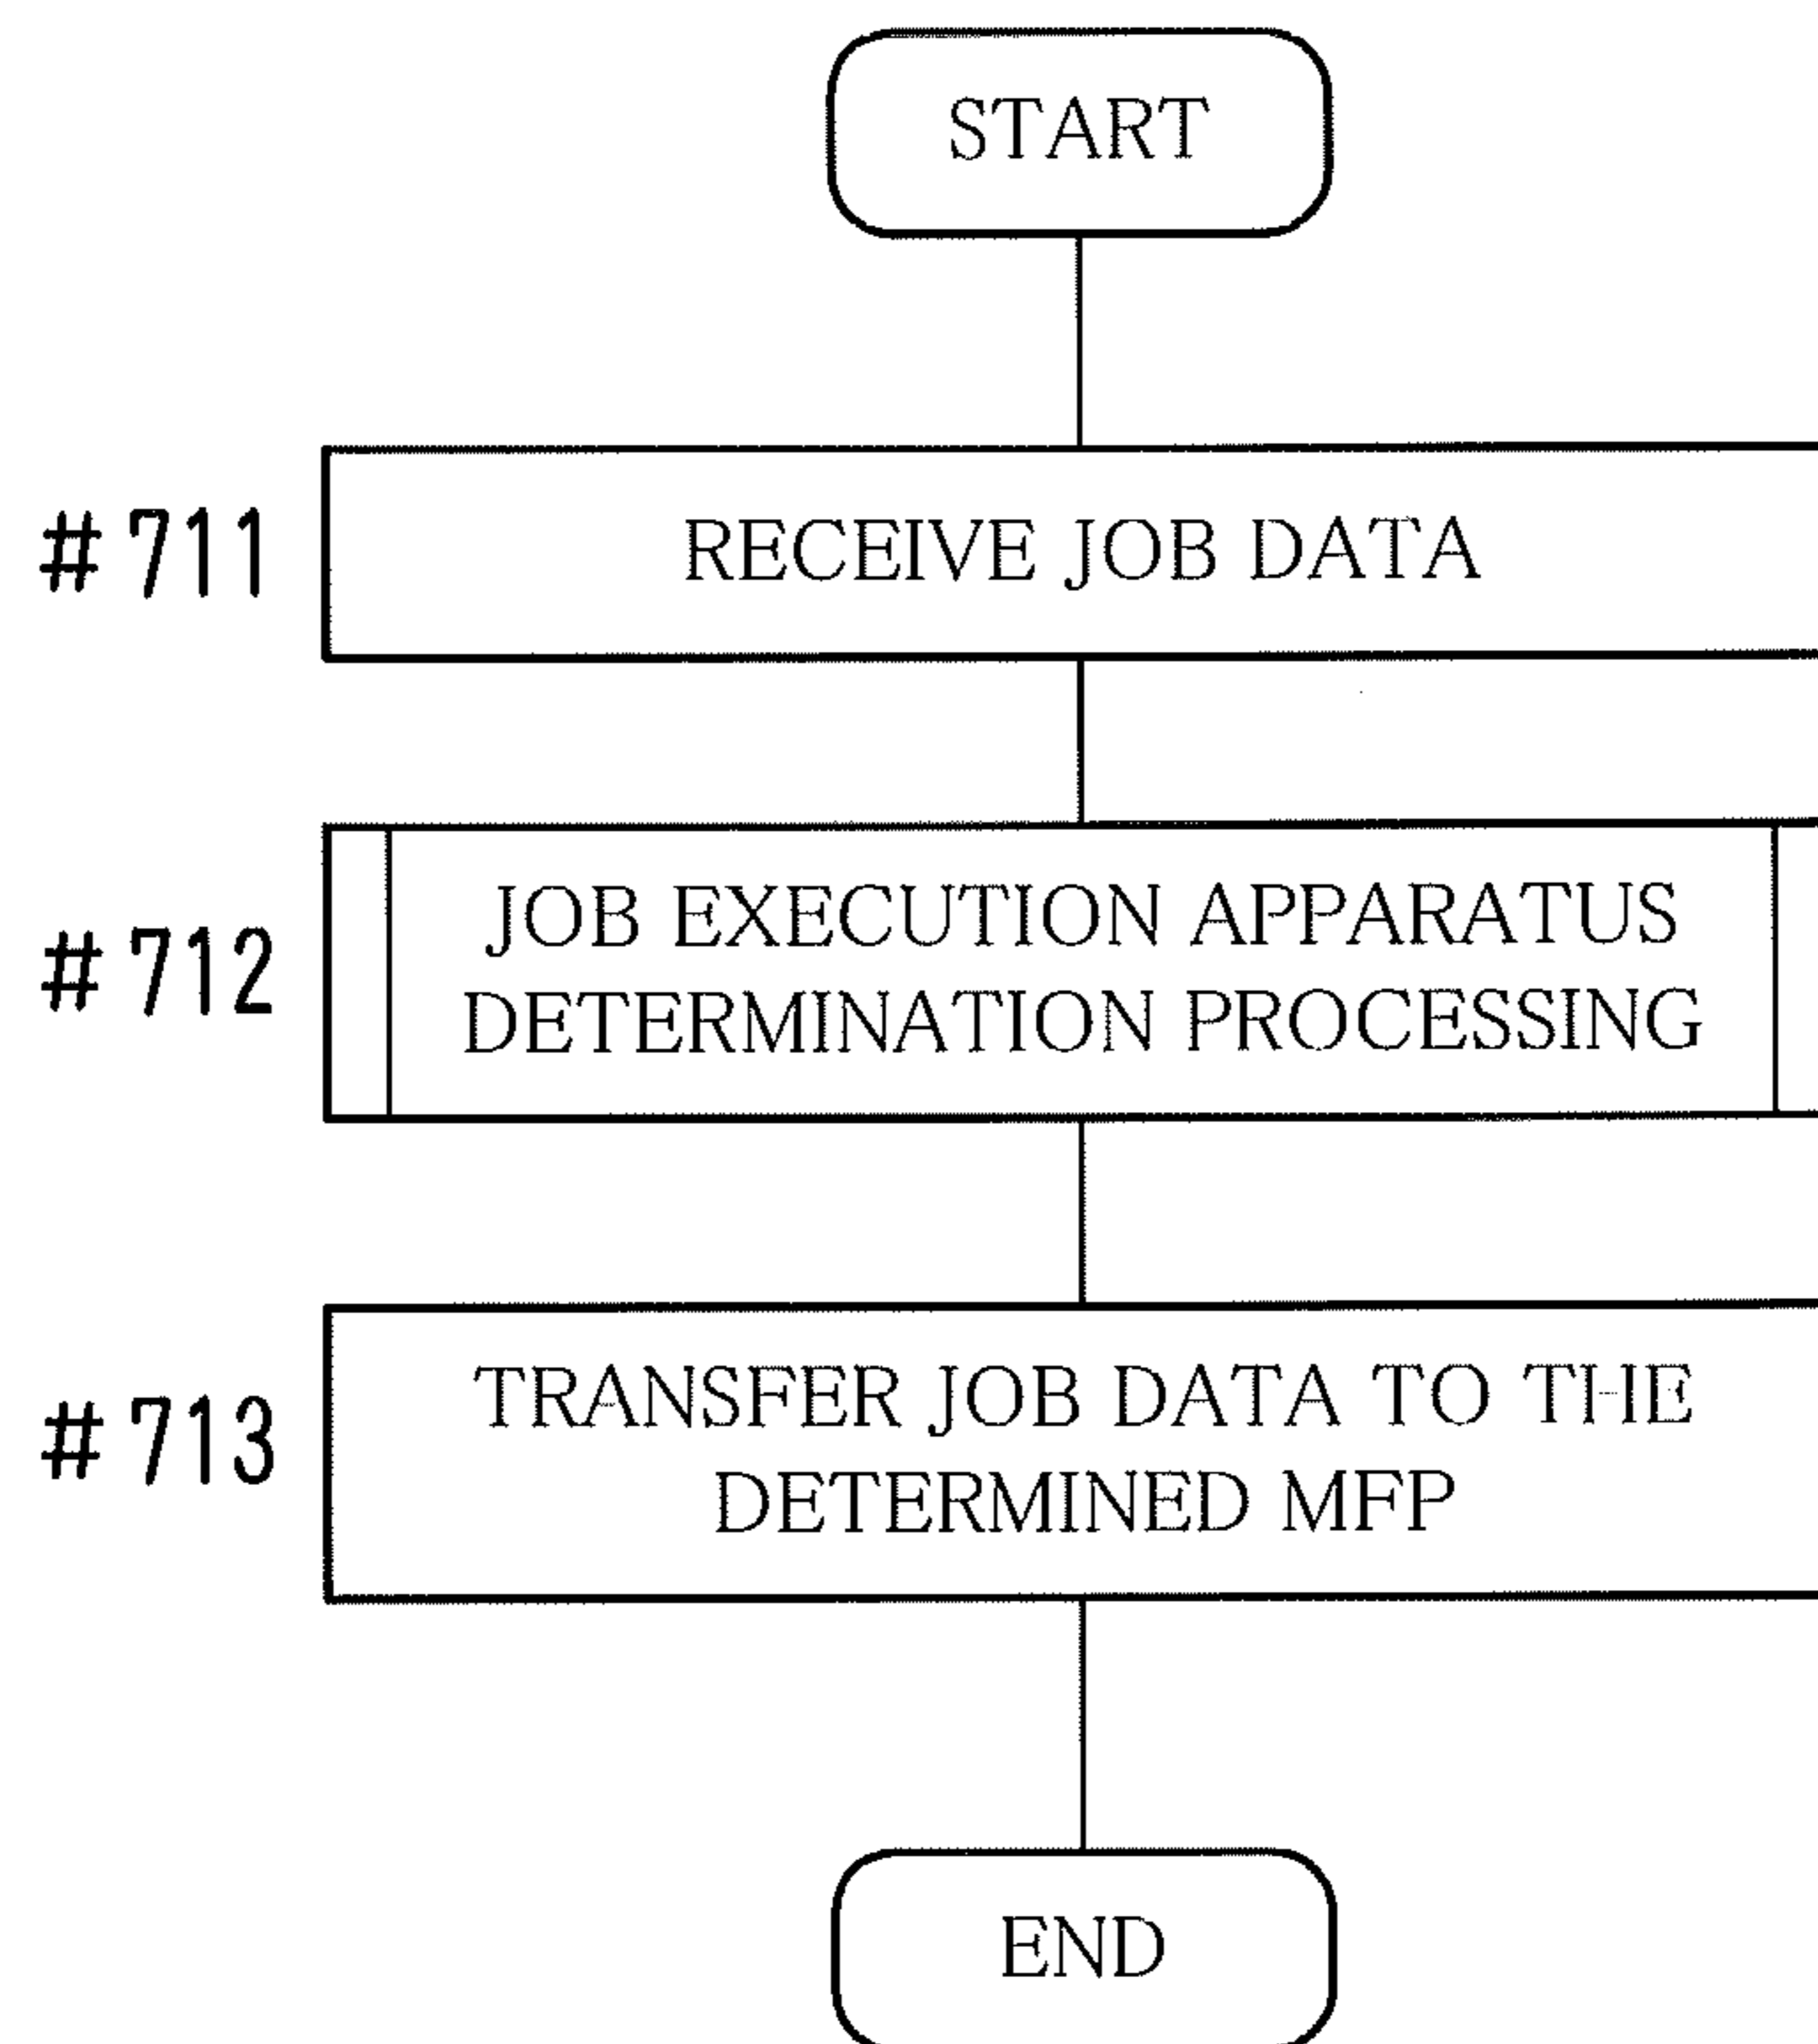 START
#711
RECEIVE JOB DATA
#712
JOB EXECUTION APPARATUS
DETERMINATION PROCESSING
#713
TRANSFER JOB DATA TO THE
DETERMINED MFP
END